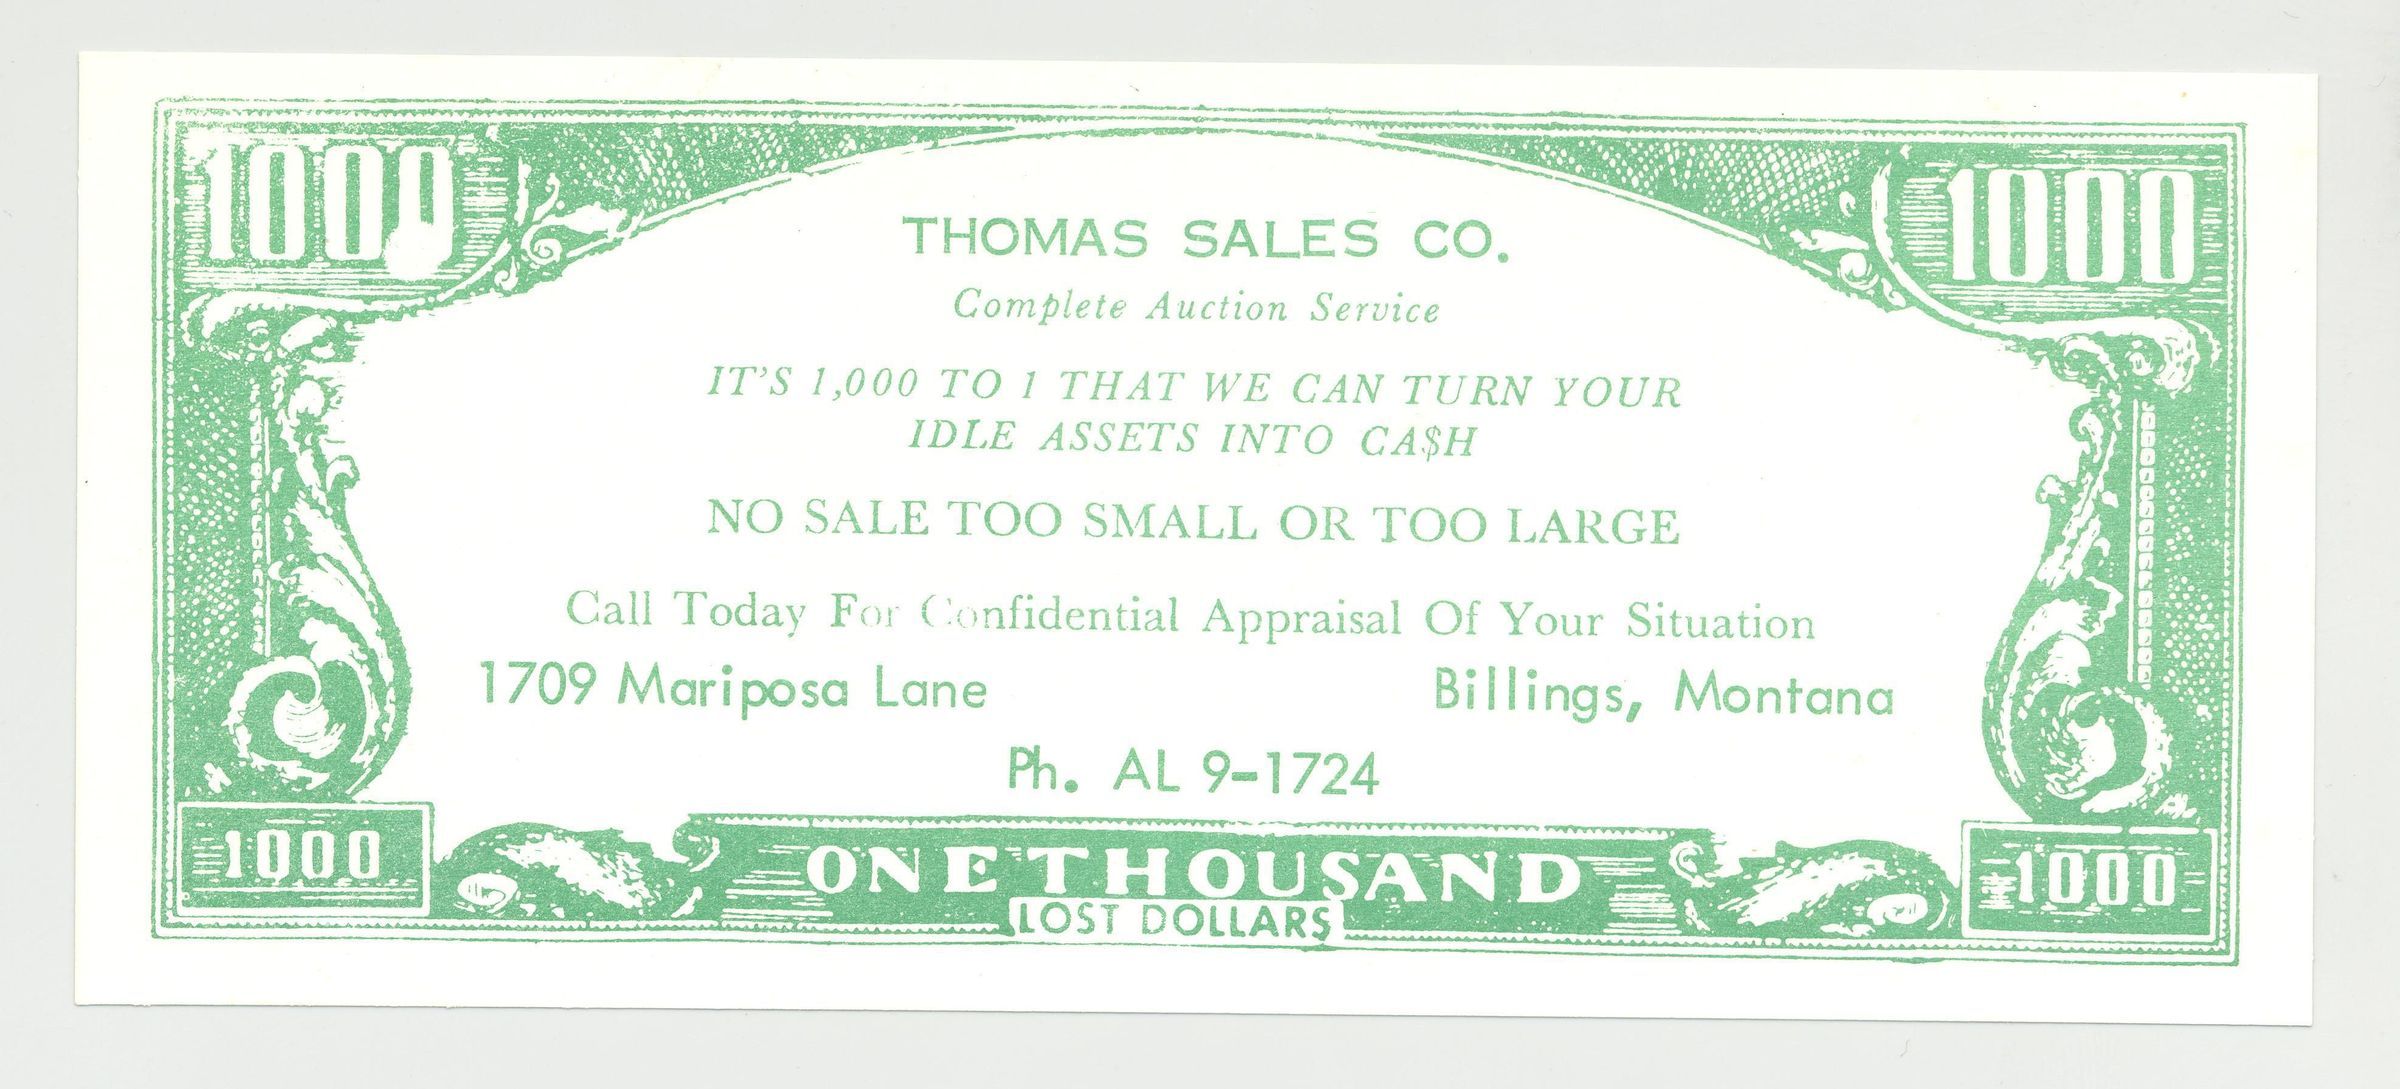 1000 1000
THOMAS SALES CO.
Complete Auction Service
IT'S 1,000 TO 1 THAT WE CAN TURN YOUR
IDLE ASSETS INTO CA$H
NO SALE TOO SMALL OR TOO LARGE
Call Today For Confidential Appraisal Of Your Situation
1709 Mariposa Lane Billings, Montana
Ph. AL 9-1724
1000 ONE THOUSAND 1000
LOST DOLLARS